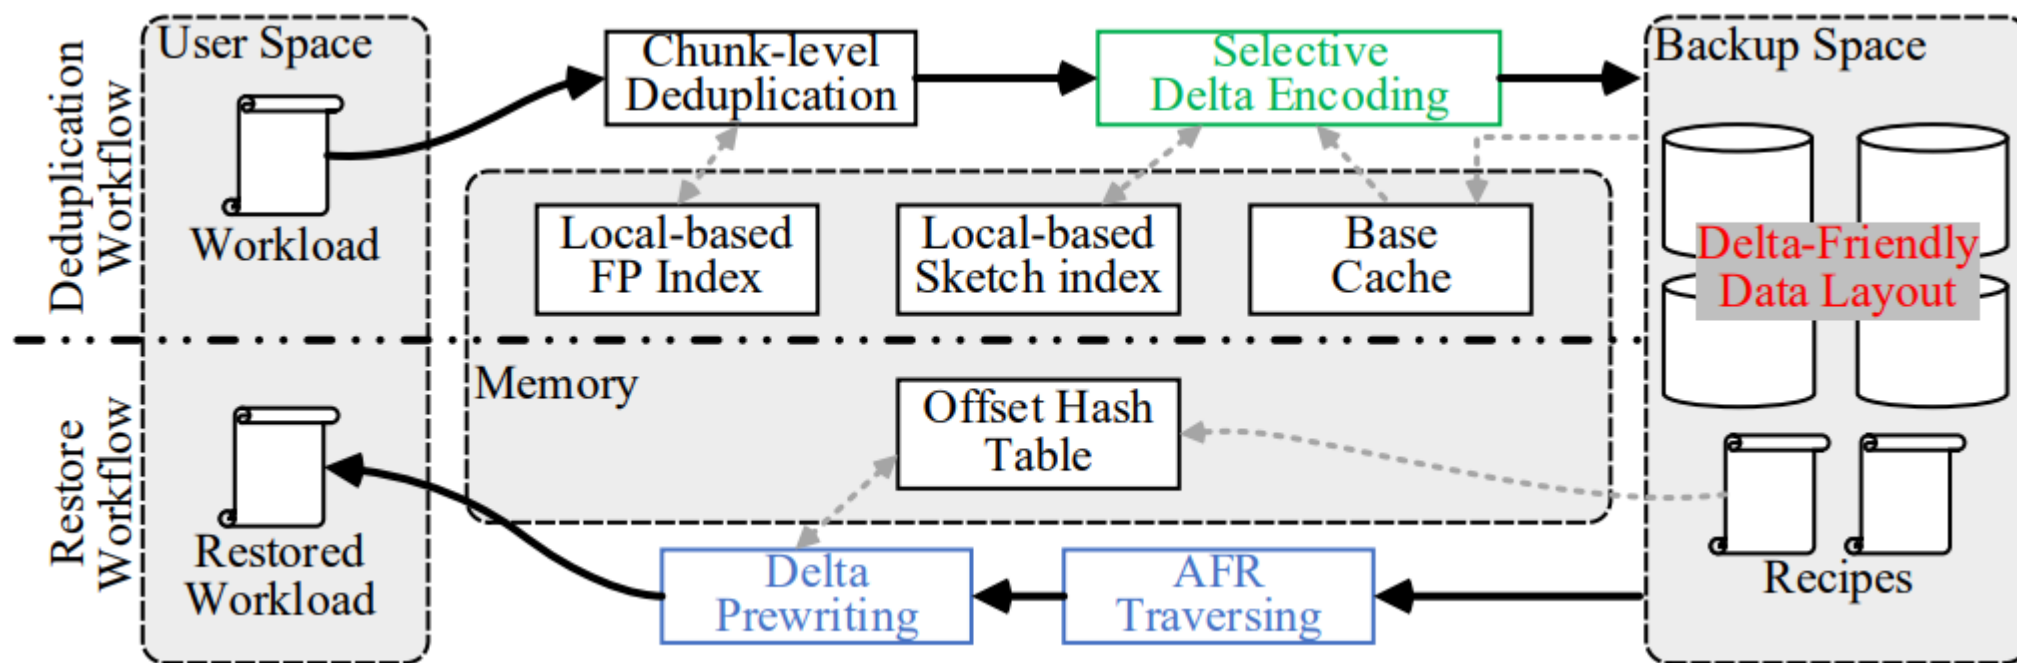 Deduplication
Workflow
User Space
Workload
Chunk-level
Deduplication
Selective
Delta Encoding
Backup Space
Local-based
FP Index
Local-based
Sketch index
Base
Cache
Delta-Friendly
Data Layout
Restore
Workflow
Memory
Offset Hash
Table
Restored
Workload
Delta
Prewriting
AFR
Traversing
Recipes